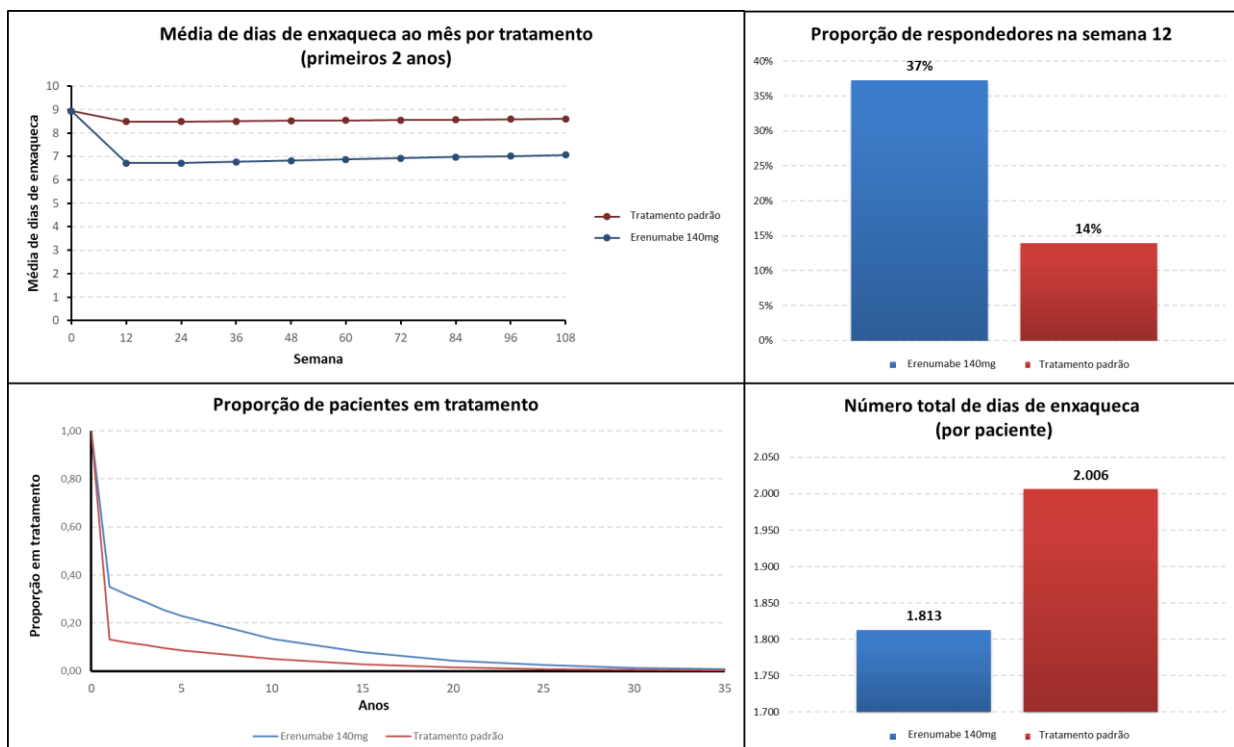 Média de dias de enxaqueca ao mês por tratamento
(primeiros 2 anos)
Média de dias de enxaqueca
10
9
8
7
6
5
4
3
2
1
0
0 12 24 36 48 60 72 84 96 108
Semana
Tratamento padrão
Erenumabe 140mg
Proporção de respondedores na semana 12
40%
35%
30%
25%
20%
15%
10%
5%
0%
37%
14%
Erenumabe 140mg Tratamento padrão
Proporção de pacientes em tratamento
Proporção em tratamento
1,00
0,80
0,60
0,40
0,20
0,00
0 5 10 15 20 25 30 35
Anos
Erenumabe 140mg Tratamento padrão
Número total de dias de enxaqueca
(por paciente)
2.050
2.000
1.950
1.900
1.850
1.800
1.750
1.700
1.813
2.006
Erenumabe 140mg Tratamento padrão